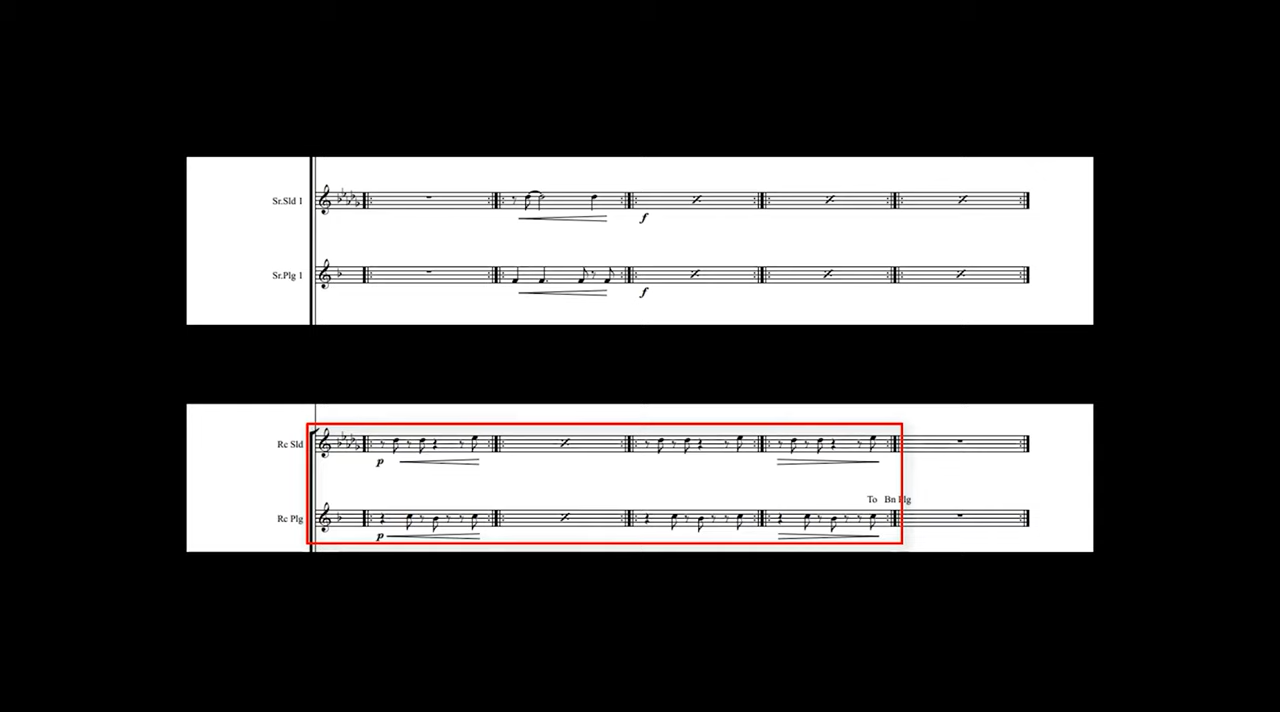 Sr.Sld 1
f
Sr.Plg 1
f
Rc Sld
p
To Bn Plg
Rc Plg
p